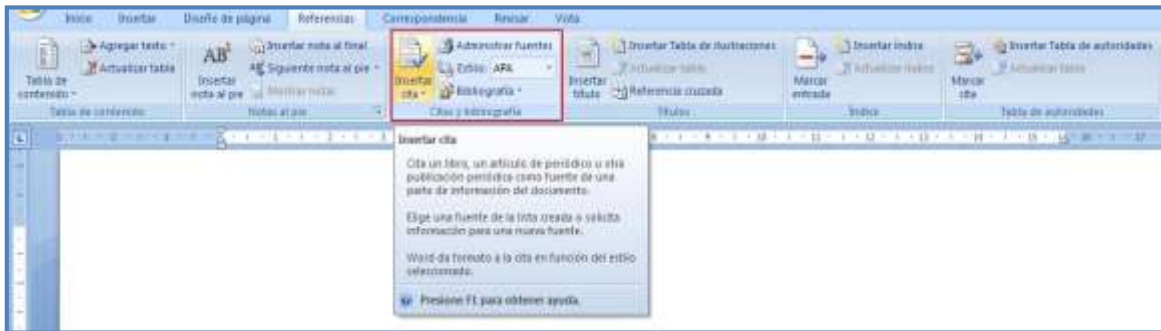 Inicio Insertar Diseño de página Referencias Correspondencia Revisar Vista
Tabla de contenido
Agregar texto
Actualizar tabla
Tabla de contenido
AB¹
Insertar nota al pie
Insertar nota al final
Siguiente nota al pie
Mostrar notas
Notas al pie
Insertar cita
Administrar fuentes
Estilo: APA
Bibliografía
Citas y bibliografía
Insertar título
Insertar Tabla de ilustraciones
Actualizar tabla
Referencia cruzada
Títulos
Marcar entrada
Insertar índice
Actualizar índice
Índice
Marcar cita
Insertar Tabla de autoridades
Actualizar tabla
Tabla de autoridades
Insertar cita
Cita un libro, un artículo de periódico u otra
publicación periódica como fuente de una
parte de información del documento.
Elige una fuente de la lista creada o solicita
información para una nueva fuente.
Word da formato a la cita en función del estilo
seleccionado.
Presione F1 para obtener ayuda.